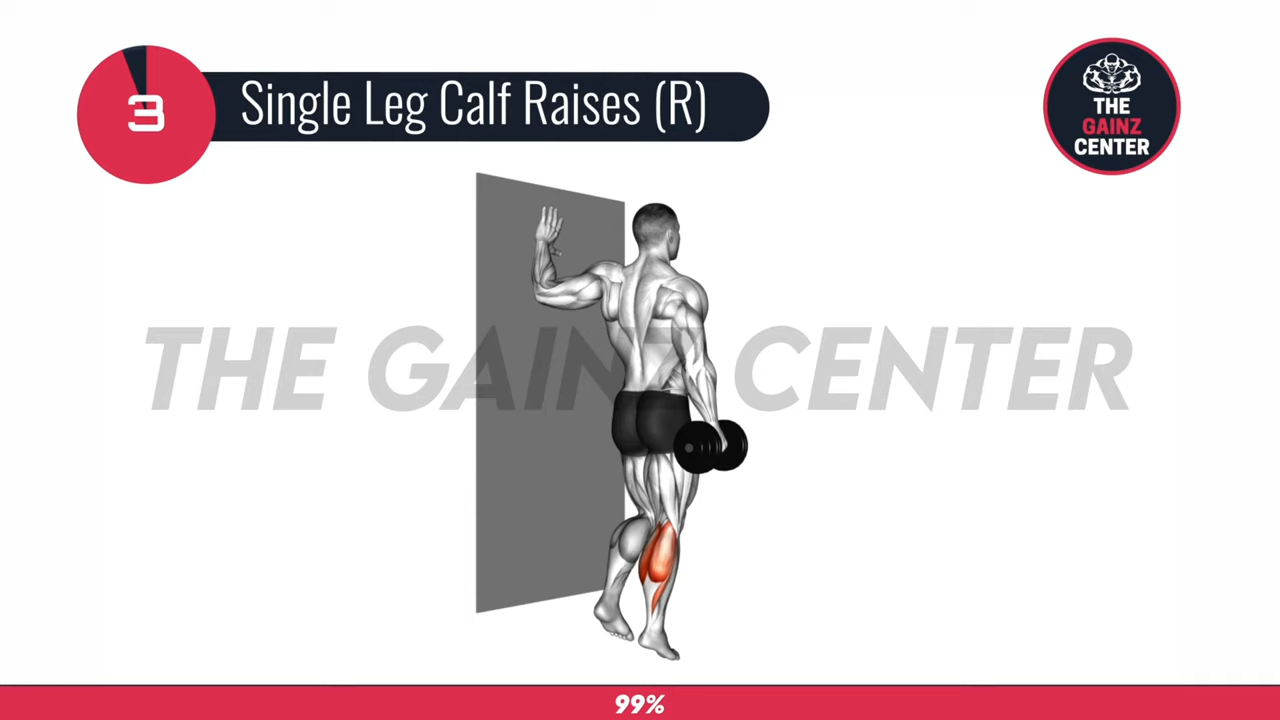 3
Single Leg Calf Raises (R)
THE
GAINZ
CENTER
THE GAINZ CENTER
99%